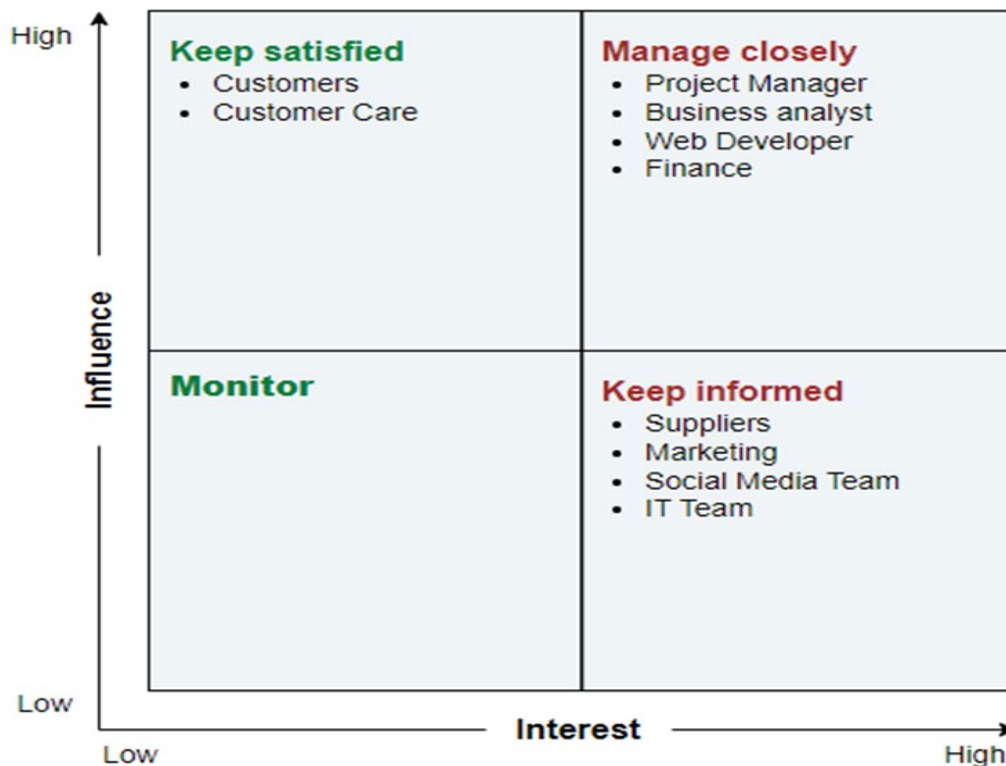 High
Keep satisfied
• Customers
• Customer Care
Manage closely
• Project Manager
• Business analyst
• Web Developer
• Finance
Influence
Monitor
Keep informed
• Suppliers
• Marketing
• Social Media Team
• IT Team
Low
Low
Interest
High